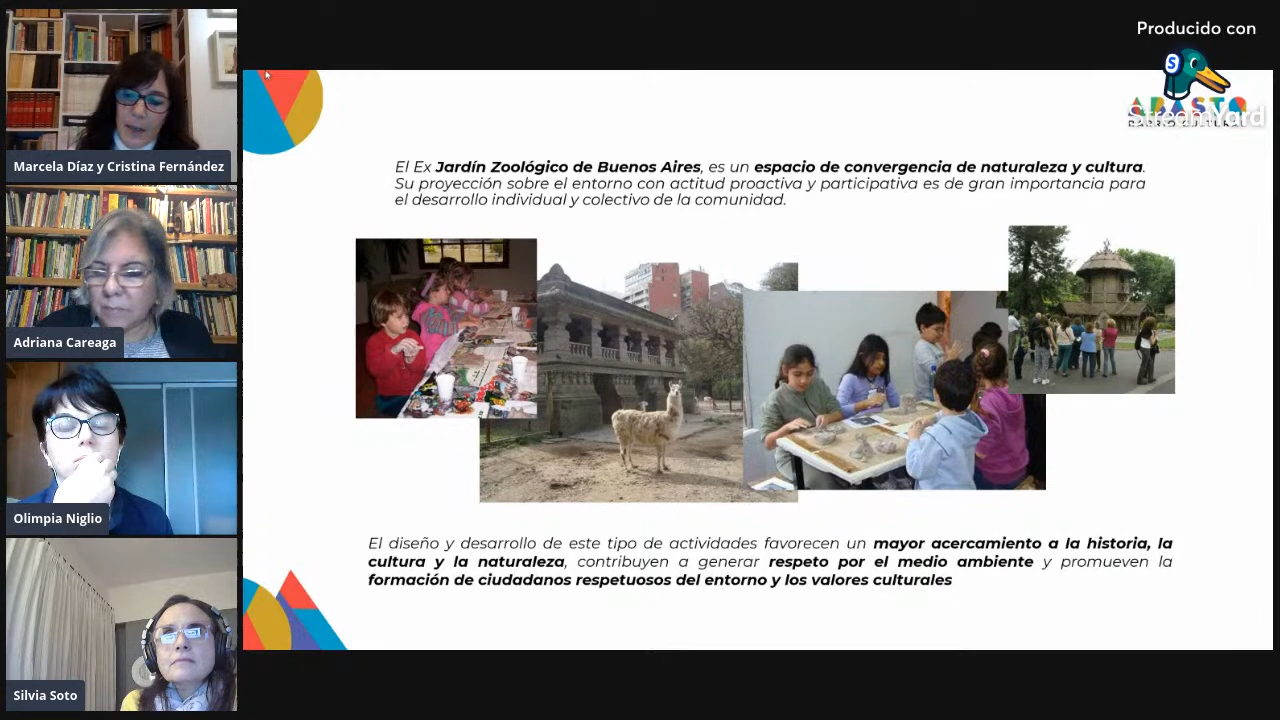 Producido con
S
StreamYard
ABASTO
BARRIO CULTURAL
Marcela Díaz y Cristina Fernández
Adriana Careaga
Olimpia Niglio
Silvia Soto
El Ex Jardín Zoológico de Buenos Aires, es un espacio de convergencia de naturaleza y cultura.
Su proyección sobre el entorno con actitud proactiva y participativa es de gran importancia para
el desarrollo individual y colectivo de la comunidad.
El diseño y desarrollo de este tipo de actividades favorecen un mayor acercamiento a la historia, la
cultura y la naturaleza, contribuyen a generar respeto por el medio ambiente y promueven la
formación de ciudadanos respetuosos del entorno y los valores culturales